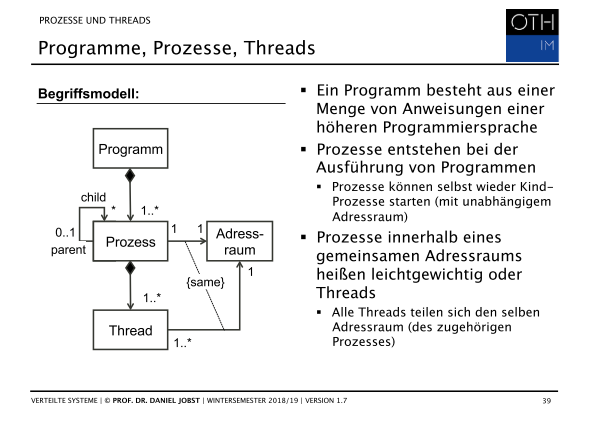 PROZESSE UND THREADS
Programme, Prozesse, Threads
OTH
IM
Begriffsmodell:
Programm
child
*
1..*
0..1
parent
Prozess
1
1
Adress-
raum
1
{same}
1..*
Thread
1..*
▪ Ein Programm besteht aus einer
Menge von Anweisungen einer
höheren Programmiersprache
▪ Prozesse entstehen bei der
Ausführung von Programmen
▪ Prozesse können selbst wieder Kind-
Prozesse starten (mit unabhängigem
Adressraum)
▪ Prozesse innerhalb eines
gemeinsamen Adressraums
heißen leichtgewichtig oder
Threads
▪ Alle Threads teilen sich den selben
Adressraum (des zugehörigen
Prozesses)
VERTEILTE SYSTEME | © PROF. DR. DANIEL JOBST | WINTERSEMESTER 2018/19 | VERSION 1.7
39